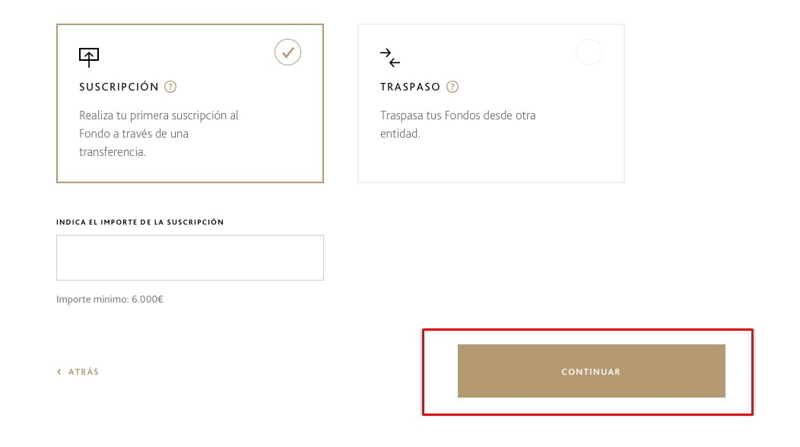 SUSCRIPCIÓN ?
Realiza tu primera suscripción al
Fondo a través de una
transferencia.
TRASPASO ?
Traspasa tus Fondos desde otra
entidad.
INDICA EL IMPORTE DE LA SUSCRIPCIÓN
Importe mínimo: 6.000€
ATRÁS
CONTINUAR